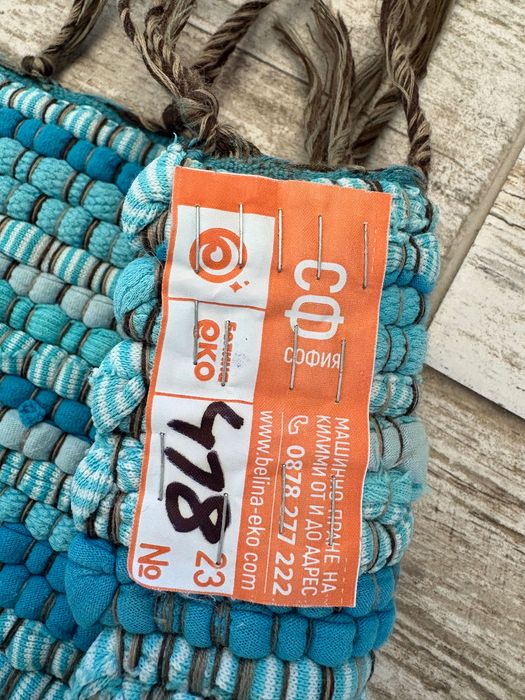 СФ
СОФИЯ
МАШИННО ПРАНЕ НА
КИЛИМИ ОТ И ДО АДРЕС
0878 277 222
www.belina-eko.com
еко
№ 23
478